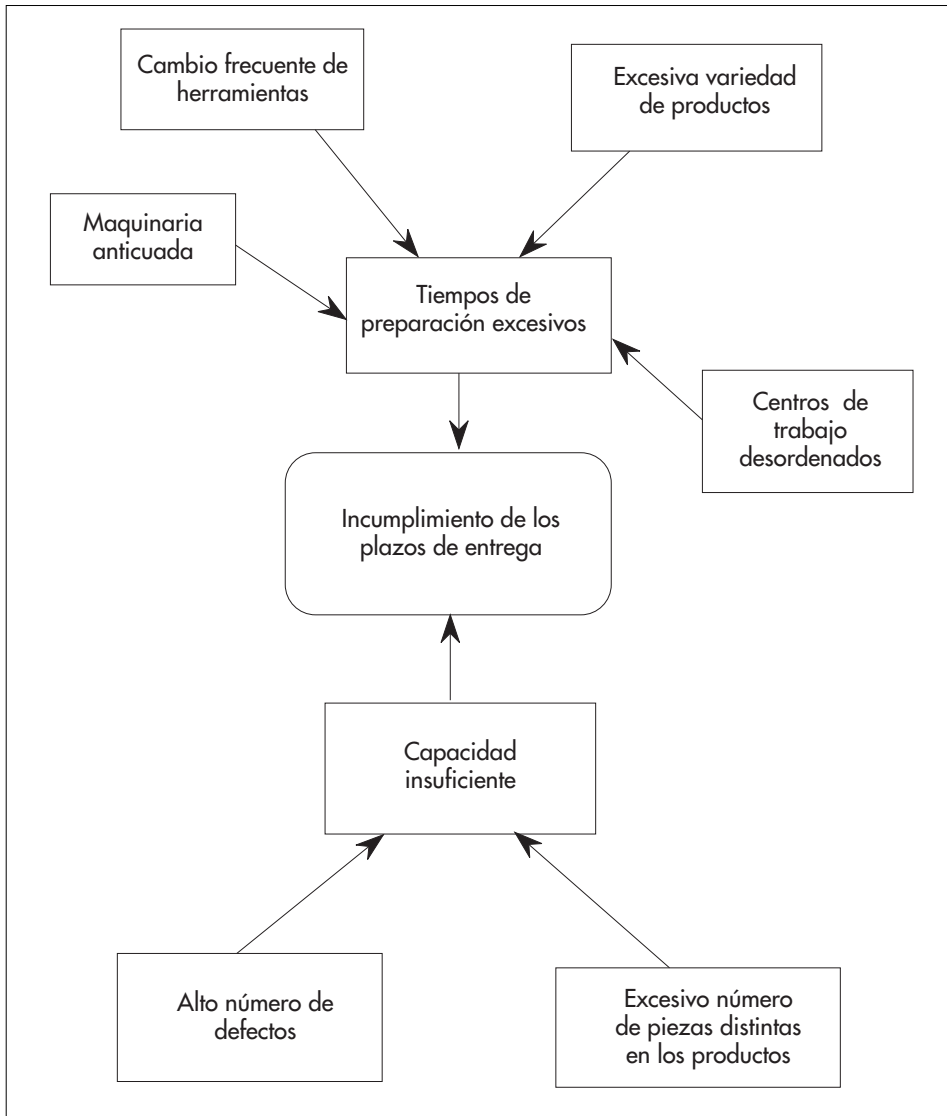 Cambio frecuente de
herramientas
Excesiva variedad
de productos
Maquinaria
anticuada
Tiempos de
preparación excesivos
Centros de
trabajo
desordenados
Incumplimiento de los
plazos de entrega
Capacidad
insuficiente
Alto número de
defectos
Excesivo número
de piezas distintas
en los productos